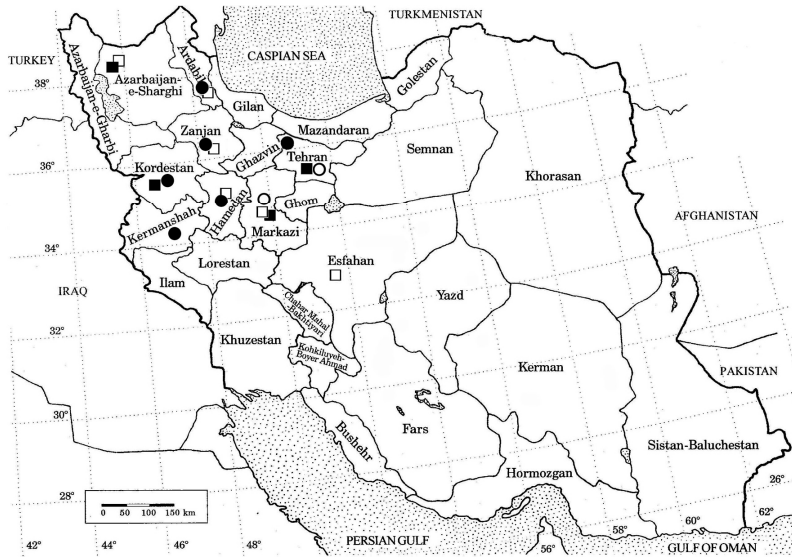 TURKMENISTAN
TURKEY
CASPIAN SEA
Azarbaijan-e-Gharbi
Azarbaijan-
e-Sharghi
Ardabil
Golestan
38°
Gilan
Mazandaran
Zanjan
Ghazvin
Tehran
Semnan
36°
Kordestan
Khorasan
Hamedan
Ghom
Kermanshah
Markazi
AFGHANISTAN
34°
Lorestan
Esfahan
Ilam
IRAQ
Yazd
Chahar Mahal
-Bakhtiyari
32°
Khuzestan
Kohkiluyeh-
Boyer Ahmad
Kerman
PAKISTAN
30°
Bushehr
Fars
Sistan-Baluchestan
Hormozgan
28°
26°
0 50 100 150 km
42°
44°
46°
48°
PERSIAN GULF
56°
58°
60°
62°
GULF OF OMAN